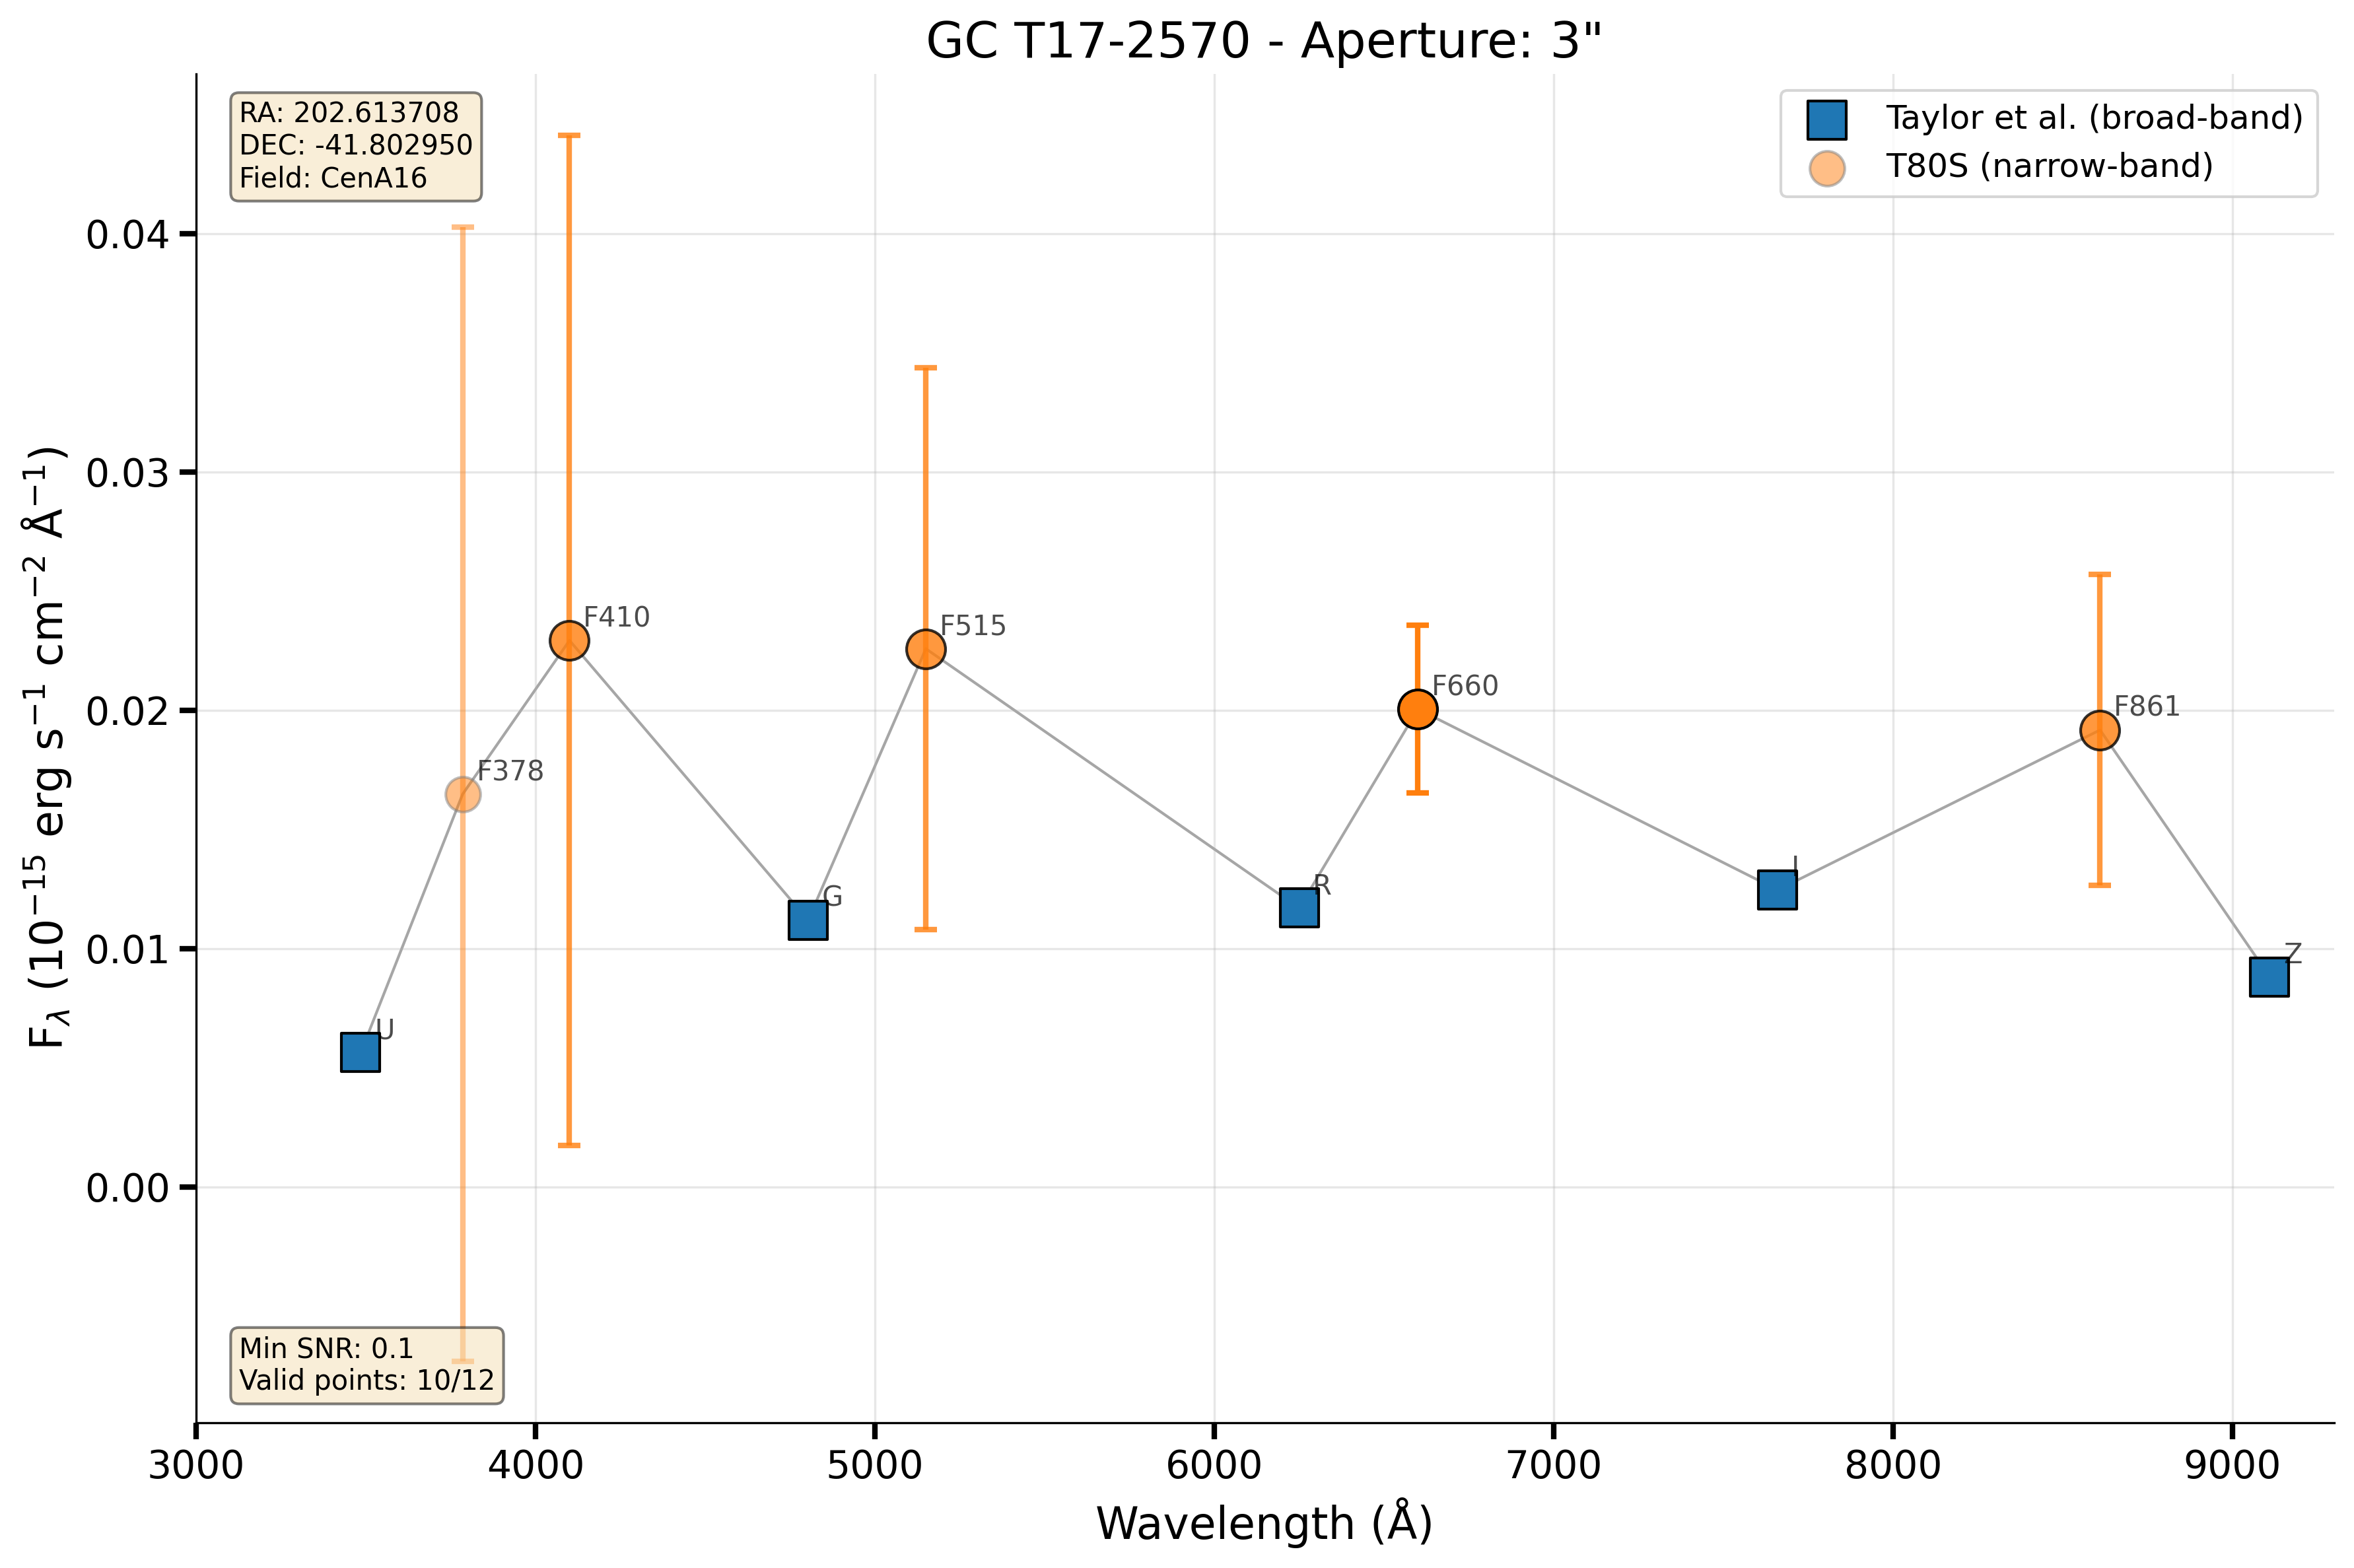 GC T17-2570 - Aperture: 3"
RA: 202.613708
DEC: -41.802950
Field: CenA16
Taylor et al. (broad-band)
T80S (narrow-band)
0.04
0.03
0.02
0.01
0.00
F410
F515
F660
F861
F378
I
G
R
Z
U
Min SNR: 0.1
Valid points: 10/12
3000
4000
5000
6000
7000
8000
9000
Wavelength (Å)
Fλ (10⁻¹⁵ erg s⁻¹ cm⁻² Å⁻¹)